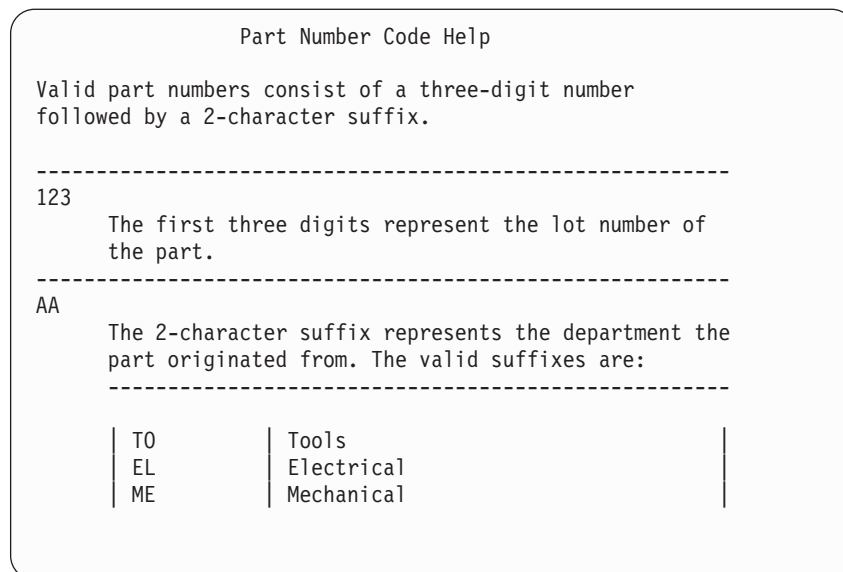 Part Number Code Help
Valid part numbers consist of a three-digit number
followed by a 2-character suffix.
----------------------------------------------------------
123
The first three digits represent the lot number of
the part.
----------------------------------------------------------
AA
The 2-character suffix represents the department the
part originated from. The valid suffixes are:
----------------------------------------------------
| TO | Tools |
| EL | Electrical |
| ME | Mechanical |